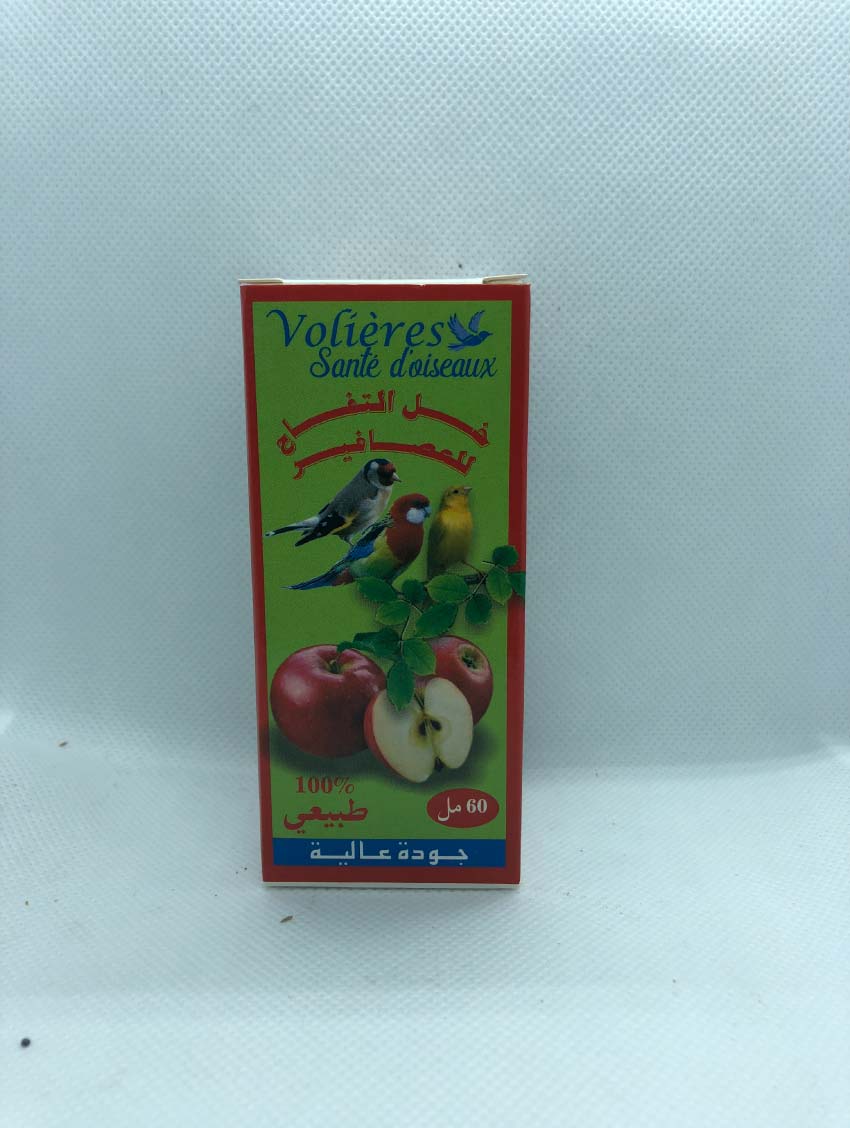 Volières
Santé d'oiseaux
خل التفاح
للعصافير
100%
طبيعي
60 مل
جودة عالية